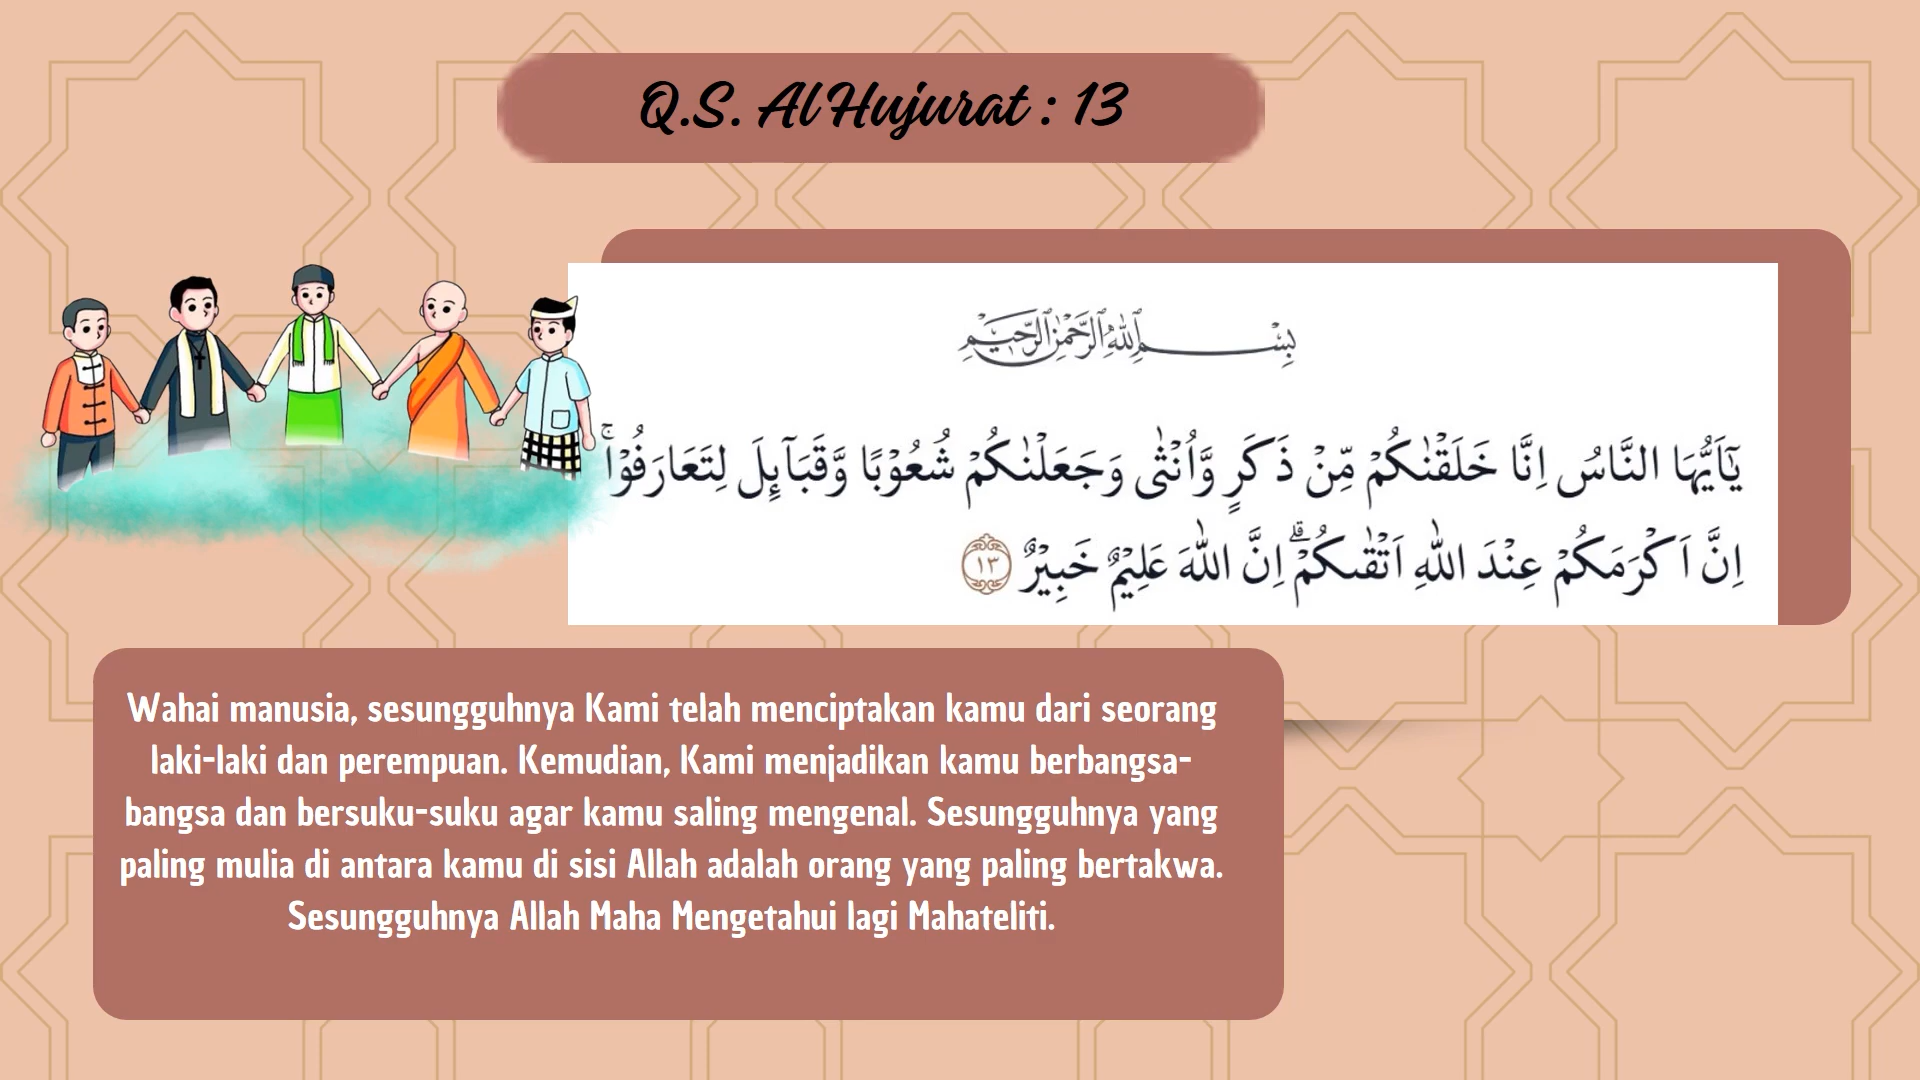 Q.S. Al Hujurat : 13
بِسْمِ اللّٰهِ الرَّحْمٰنِ الرَّحِيْمِ
يٰٓاَيُّهَا النَّاسُ اِنَّا خَلَقْنٰكُمْ مِّنْ ذَكَرٍ وَّاُنْثٰى وَجَعَلْنٰكُمْ شُعُوْبًا وَّقَبَاۤىِٕلَ لِتَعَارَفُوْاۚ
اِنَّ اَكْرَمَكُمْ عِنْدَ اللّٰهِ اَتْقٰىكُمْۗ اِنَّ اللّٰهَ عَلِيْمٌ خَبِيْرٌ ١٣
Wahai manusia, sesungguhnya Kami telah menciptakan kamu dari seorang
laki-laki dan perempuan. Kemudian, Kami menjadikan kamu berbangsa-
bangsa dan bersuku-suku agar kamu saling mengenal. Sesungguhnya yang
paling mulia di antara kamu di sisi Allah adalah orang yang paling bertakwa.
Sesungguhnya Allah Maha Mengetahui lagi Mahateliti.